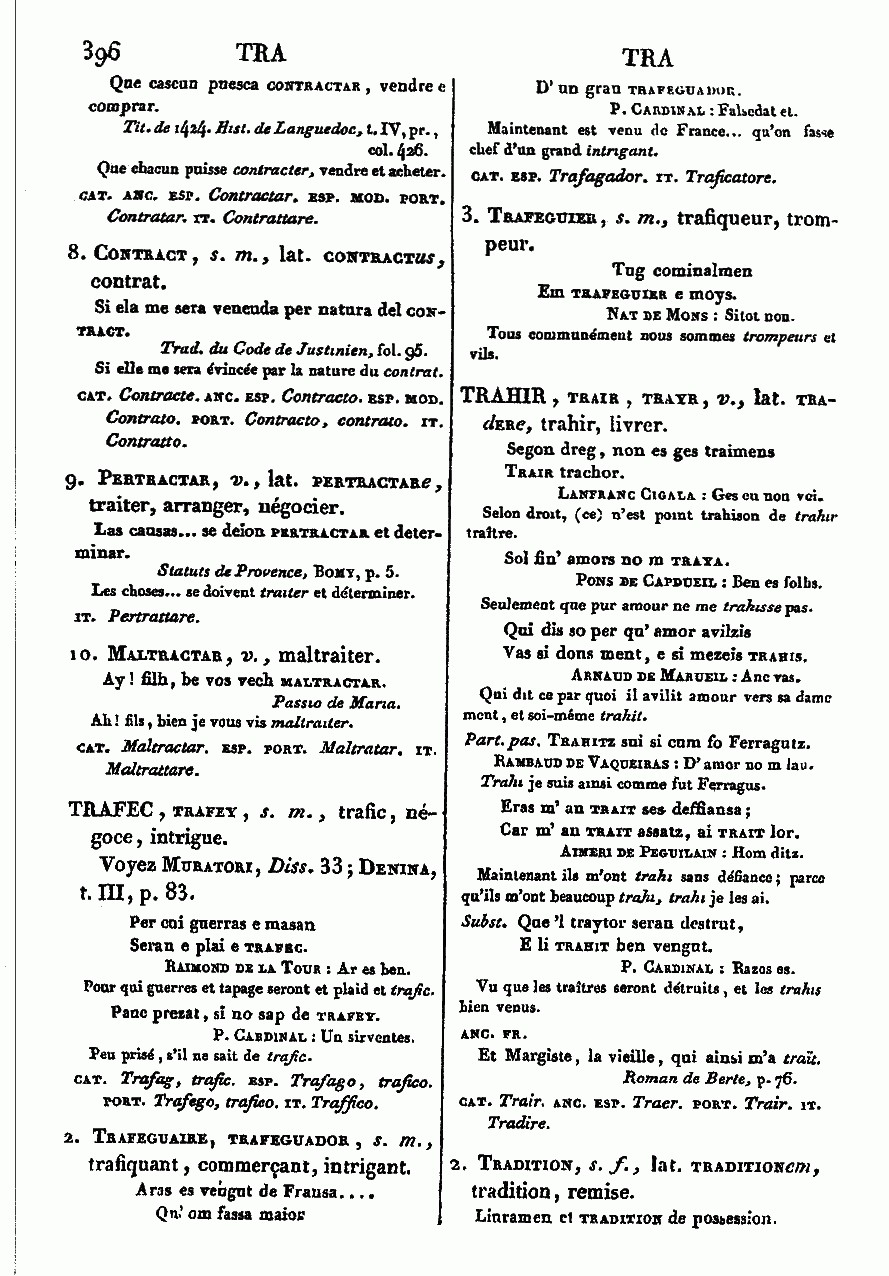 396 TRA
Que cascun puesca CONTRACTAR, vendre e
comprar.
Tit. de 1424. Hist. de Languedoc, t. IV, pr.,
col. 426.
Que chacun puisse contracter, vendre et acheter.
CAT. ANC. ESP. Contractar. ESP. MOD. PORT.
Contratar. IT. Contrattare.
8. CONTRACT, s. m., lat. CONTRACTUS,
contrat.
Si ela me sera vencuda per natura del CON-
TRACT.
Trad. du Code de Justinien, fol. 95.
Si elle me sera évincée par la nature du contrat.
CAT. Contracte. ANC. ESP. Contracto. ESP. MOD.
Contrato. PORT. Contracto, contrato. IT.
Contratto.
9. PERTRACTAR, v., lat. PERTRACTARe,
traiter, arranger, négocier.
Las causas... se deion PERTRACTAR et deter-
minar.
Statuts de Provence, BOMY, p. 5.
Les choses... se doivent traiter et déterminer.
IT. Pertrattare.
10. MALTRACTAR, v., maltraiter.
Ay! filh, be vos vech MALTRACTAR.
Passio de Maria.
Ah! fils, bien je vous vis maltraiter.
CAT. Maltractar. ESP. PORT. Maltratar. IT.
Maltrattare.
TRAFEC, TRAFEY, s. m., trafic, né-
goce, intrigue.
Voyez MURATORI, Diss. 33; DENINA,
t. III, p. 83.
Per cui guerras e masan
Seran e plai e TRAFEC.
RAIMOND DE LA TOUR : Ar es ben.
Pour qui guerres et tapage seront et plaid et trafic.
Pauc prezat, si no sap de TRAFEY.
P. CARDINAL : Un sirventes.
Peu prisé, s'il ne sait de trafic.
CAT. Trafag, trafic. ESP. Trafago, trafico.
PORT. Trafego, trafico. IT. Traffico.
2. TRAFEGUAIRE, TRAFEGUADOR, s. m.,
trafiquant, commerçant, intrigant.
Aras es vengut de Fransa....
Qu' om fassa maior
TRA
D' un gran TRAFEGUADOR.
P. CARDINAL : Falsedat et.
Maintenant est venu de France... qu'on fasse
chef d'un grand intrigant.
CAT. ESP. Trafagador. IT. Traficatore.
3. TRAFEGUIER, s. m., trafiqueur, trom-
peur.
Tug cominalmen
Em TRAFEGUIER e moys.
NAT DE MONS : Sitot non.
Tous communément nous sommes trompeurs et
vils.
TRAHIR, TRAIR, TRAYR, v., lat. TRA-
dERE, trahir, livrer.
Segon dreg, non es ges traimens
TRAIR trachor.
LANFRANC CIGALA : Ges eu non vei.
Selon droit, (ce) n'est point trahison de trahir
traître.
Sol fin' amors no m TRAYA.
PONS DE CAPDUEIL : Ben es folhs.
Seulement que pur amour ne me trahisse pas.
Qui dis so per qu' amor avilzis
Vas si dons ment, e si mezeis TRAHIS.
ARNAUD DE MARUEIL : Anc vas.
Qui dit ce par quoi il avilit amour vers sa dame
ment, et soi-même trahit.
Part. pas. TRAHITZ sui si cum fo Ferragutz.
RAMBAUD DE VAQUEIRAS : D' amor no m lau.
Trahi je suis ainsi comme fut Ferragus.
Eras m' an TRAIT ses deffiansa;
Car m' an TRAIT assatz, ai TRAIT lor.
AIMERI DE PEGUILAIN : Hom ditz.
Maintenant ils m'ont trahi sans défiance; parce
qu'ils m'ont beaucoup trahi, trahi je les ai.
Subst. Que 'l traytor seran destrut,
E li TRAHIT ben vengut.
P. CARDINAL : Razos es.
Vu que les traîtres seront détruits, et les trahis
bien venus.
ANC. FR.
Et Margiste, la vieille, qui ainsi m'a traït.
Roman de Berte, p. 76.
CAT. Trair. ANC. ESP. Traer. PORT. Trair. IT.
Tradire.
2. TRADITION, s. f., lat. TRADITIONem,
tradition, remise.
Liuramen et TRADITION de possession.